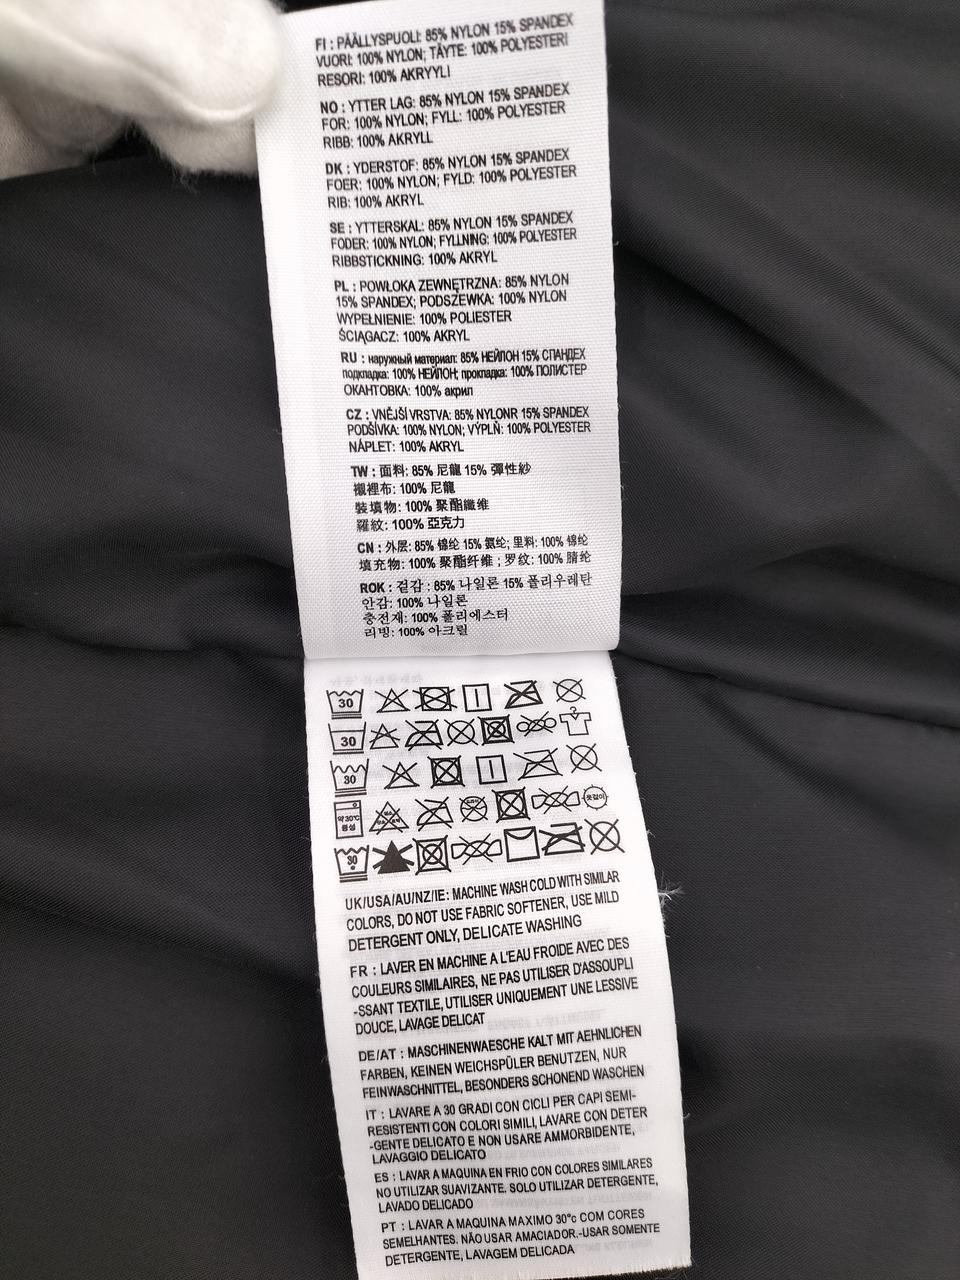 FI : PÄÄLLYSPUOLI: 85% NYLON 15% SPANDEX
VUORI: 100% NYLON; TÄYTE: 100% POLYESTERI
RESORI: 100% AKRYYLI
NO : YTTER LAG: 85% NYLON 15% SPANDEX
FOR: 100% NYLON; FYLL: 100% POLYESTER
RIBB: 100% AKRYLL
DK : YDERSTOF: 85% NYLON 15% SPANDEX
FOER: 100% NYLON; FYLD: 100% POLYESTER
RIB: 100% AKRYL
SE : YTTERSKAL: 85% NYLON 15% SPANDEX
FODER: 100% NYLON; FYLLNING: 100% POLYESTER
RIBBSTICKNING: 100% AKRYL
PL : POWŁOKA ZEWNĘTRZNA: 85% NYLON
15% SPANDEX; PODSZEWKA: 100% NYLON
WYPEŁNIENIE: 100% POLIESTER
ŚCIĄGACZ: 100% AKRYL
RU : наружный материал: 85% НЕЙЛОН 15% СПАНДЕХ
подкладка: 100% НЕЙЛОН; прокладка: 100% ПОЛИСТЕР
ОКАНТОВКА: 100% акрил
CZ : VNĚJŠÍ VRSTVA: 85% NYLONR 15% SPANDEX
PODŠÍVKA: 100% NYLON; VÝPLŇ: 100% POLYESTER
NÁPLET: 100% AKRYL
TW : 面料: 85% 尼龍 15% 彈性紗
襯裡布: 100% 尼龍
裝填物: 100% 聚酯纖維
羅紋: 100% 亞克力
CN : 外层: 85% 锦纶 15% 氨纶; 里料: 100% 锦纶
填充物: 100% 聚酯纤维 ; 罗纹: 100% 腈纶
ROK : 겉감 : 85% 나일론 15% 폴리우레탄
안감: 100% 나일론
충전재: 100% 폴리에스터
리빙: 100% 아크릴
30
30
30
약 30℃
중성
30
UK/USA/AU/NZ/IE: MACHINE WASH COLD WITH SIMILAR
COLORS, DO NOT USE FABRIC SOFTENER, USE MILD
DETERGENT ONLY, DELICATE WASHING
FR : LAVER EN MACHINE A L'EAU FROIDE AVEC DES
COULEURS SIMILAIRES, NE PAS UTILISER D'ASSOUPLI
-SSANT TEXTILE, UTILISER UNIQUEMENT UNE LESSIVE
DOUCE, LAVAGE DELICAT
DE/AT : MASCHINENWAESCHE KALT MIT AEHNLICHEN
FARBEN, KEINEN WEICHSPÜLER BENUTZEN, NUR
FEINWASCHNITTEL, BESONDERS SCHONEND WASCHEN
IT : LAVARE A 30 GRADI CON CICLI PER CAPI SEMI-
RESISTENTI CON COLORI SIMILI, LAVARE CON DETER
-GENTE DELICATO E NON USARE AMMORBIDENTE,
LAVAGGIO DELICATO
ES : LAVAR A MAQUINA EN FRIO CON COLORES SIMILARES
NO UTILIZAR SUAVIZANTE. SOLO UTILIZAR DETERGENTE,
LAVADO DELICADO
PT : LAVAR A MAQUINA MAXIMO 30°c COM CORES
SEMELHANTES. NÃO USAR AMACIADOR.-USAR SOMENTE
DETERGENTE, LAVAGEM DELICADA